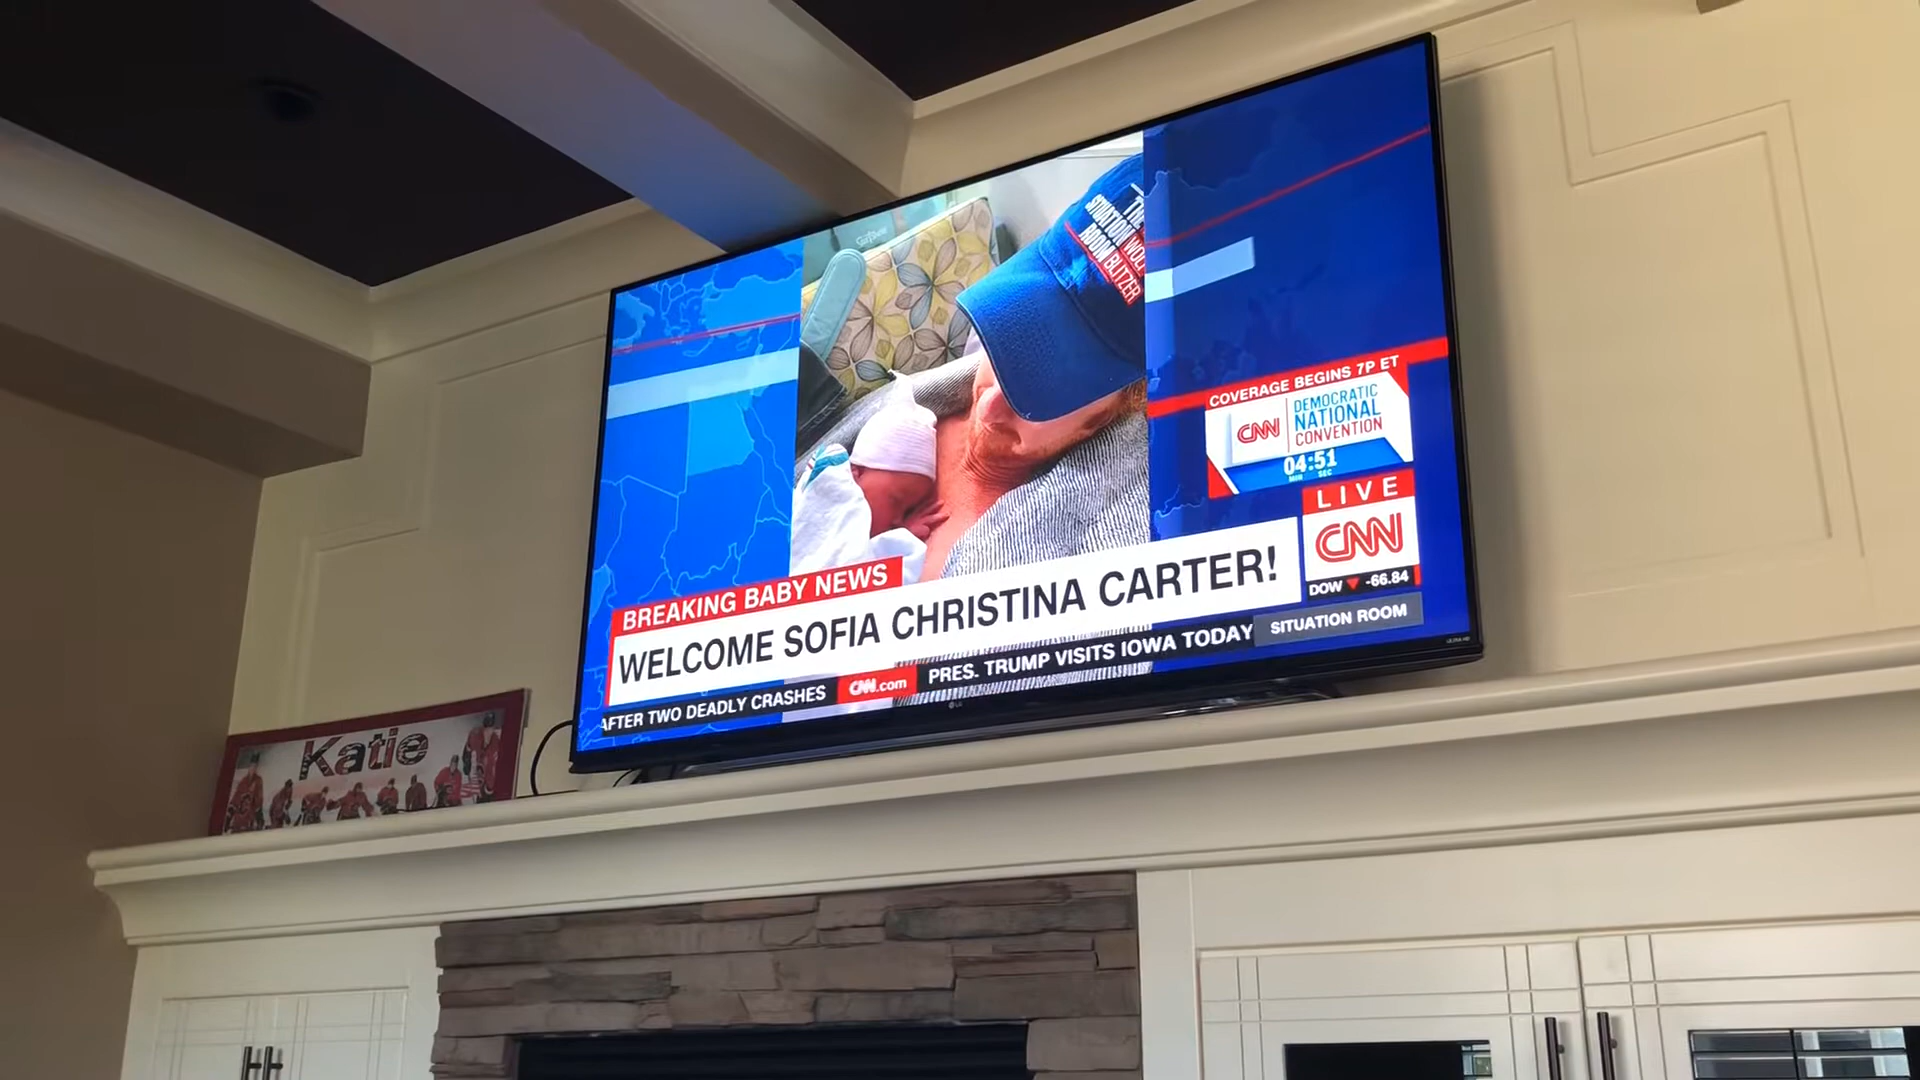 THE
SITUATION
ROOM
BLITZER
COVERAGE BEGINS 7P ET
CNN
DEMOCRATIC
NATIONAL
CONVENTION
04:51
MIN SEC
LIVE
CNN
BREAKING BABY NEWS
WELCOME SOFIA CHRISTINA CARTER!
DOW ▼ -66.84
AFTER TWO DEADLY CRASHES CNN.com PRES. TRUMP VISITS IOWA TODAY
SITUATION ROOM
LG
Katie